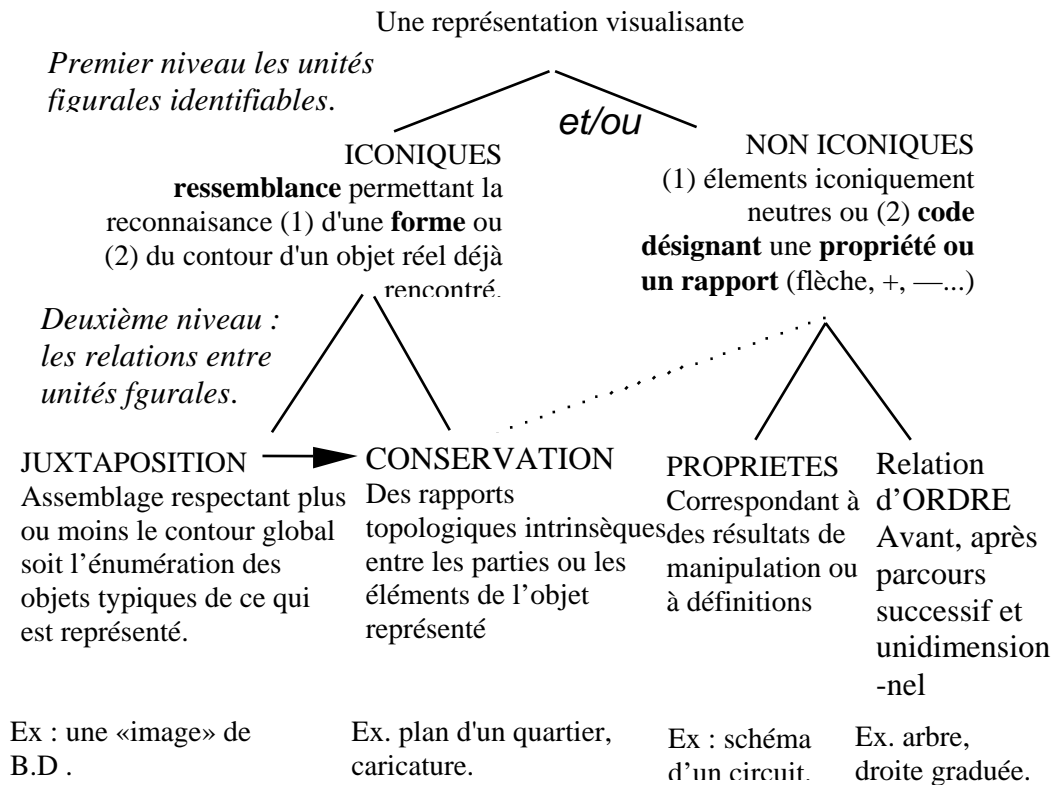 Une représentation visualisante
Premier niveau les unités
figurales identifiables.
et/ou
ICONIQUES
ressemblance permettant la
reconnaisance (1) d'une forme ou
(2) du contour d'un objet réel déjà
rencontré.
NON ICONIQUES
(1) élements iconiquement
neutres ou (2) code
désignant une propriété ou
un rapport (flèche, +, —...)
Deuxième niveau :
les relations entre
unités fgurales.
JUXTAPOSITION
Assemblage respectant plus
ou moins le contour global
soit l’énumération des
objets typiques de ce qui
est représenté.
CONSERVATION
Des rapports
topologiques intrinsèques
entre les parties ou les
éléments de l’objet
représenté
PROPRIETES
Correspondant à
des résultats de
manipulation ou
à définitions
Relation
d’ORDRE
Avant, après
parcours
successif et
unidimension
-nel
Ex : une «image» de
B.D .
Ex. plan d'un quartier,
caricature.
Ex : schéma
d’un circuit.
Ex. arbre,
droite graduée.